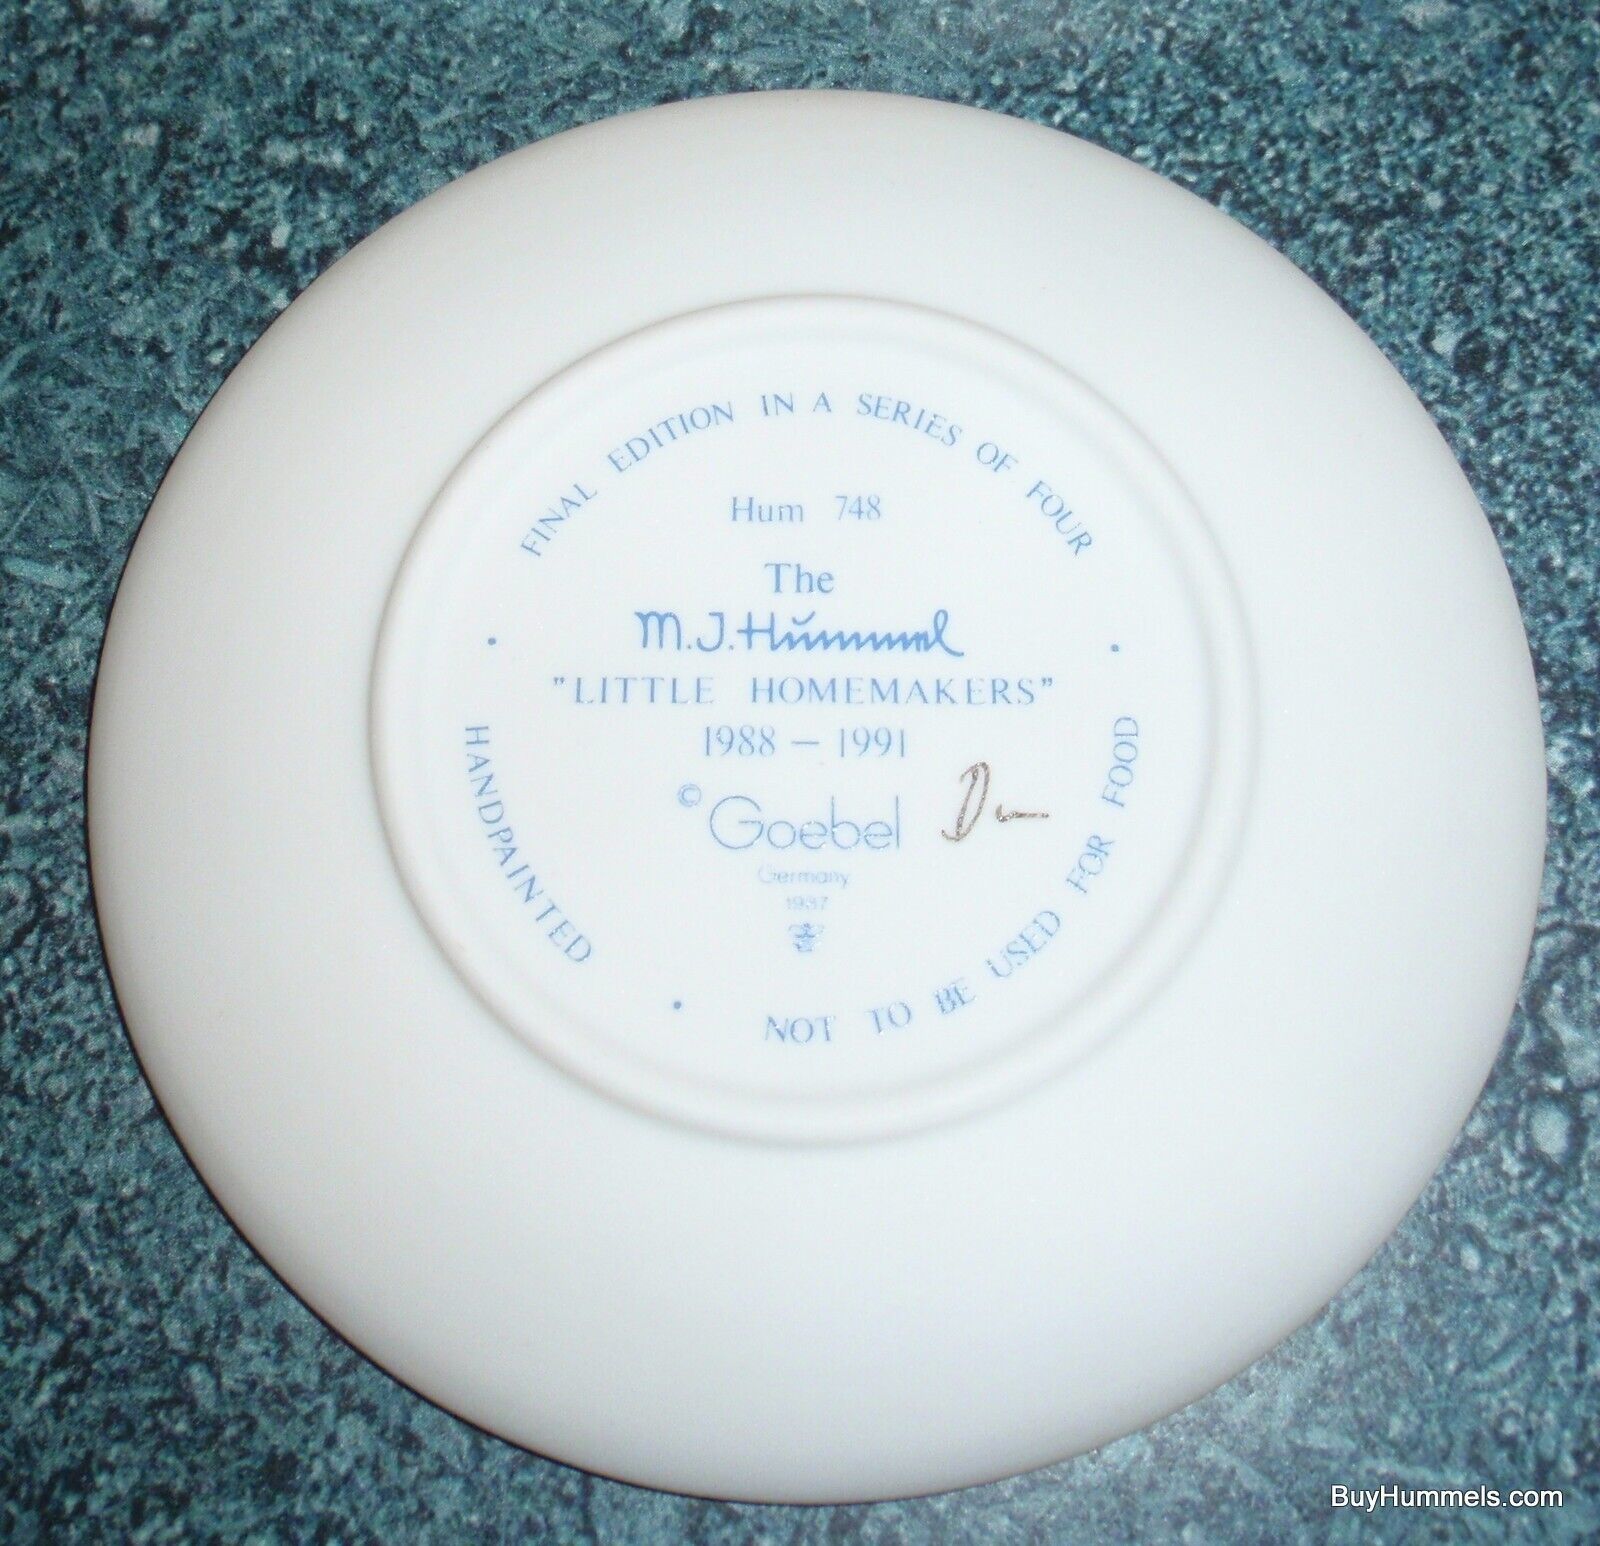 FINAL EDITION IN A SERIES OF FOUR
Hum 748
The
M.J.Hummel
"LITTLE HOMEMAKERS"
1988 – 1991
© Goebel
Germany
1987
HANDPAINTED
•
NOT TO BE USED FOR FOOD
BuyHummels.com